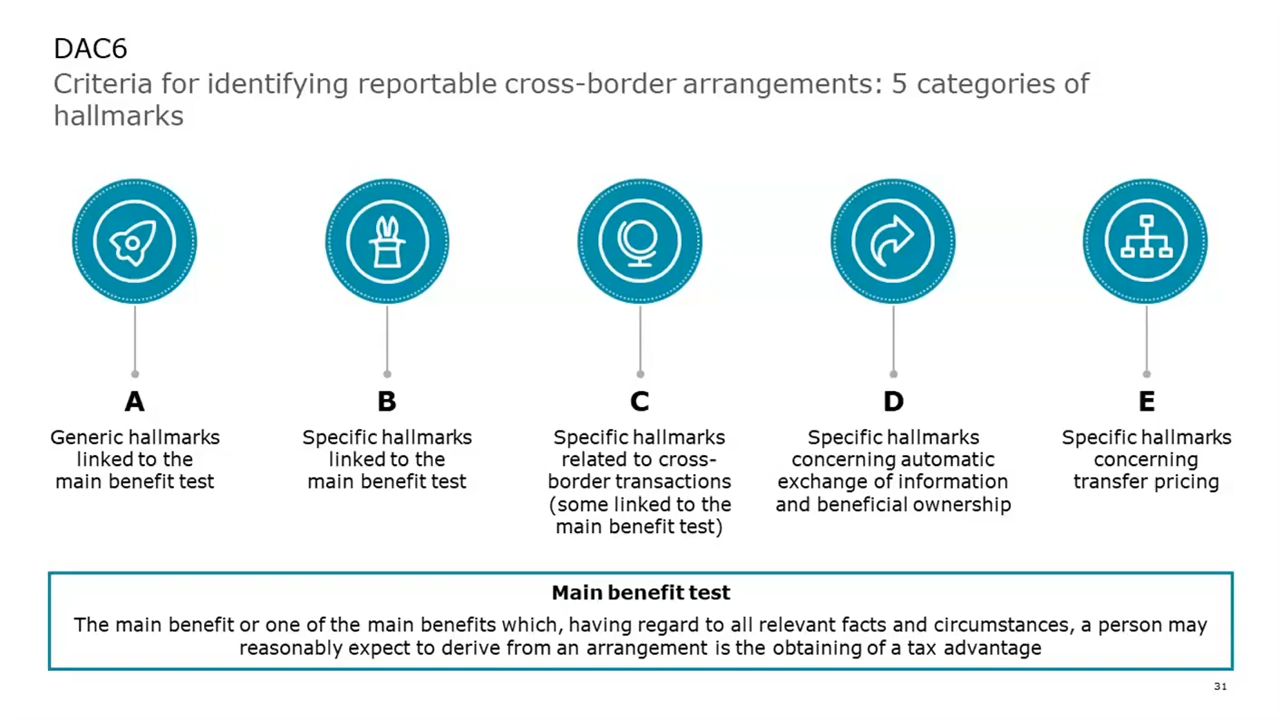 DAC6
Criteria for identifying reportable cross-border arrangements: 5 categories of
hallmarks
A
Generic hallmarks
linked to the
main benefit test
B
Specific hallmarks
linked to the
main benefit test
C
Specific hallmarks
related to cross-
border transactions
(some linked to the
main benefit test)
D
Specific hallmarks
concerning automatic
exchange of information
and beneficial ownership
E
Specific hallmarks
concerning
transfer pricing
Main benefit test
The main benefit or one of the main benefits which, having regard to all relevant facts and circumstances, a person may
reasonably expect to derive from an arrangement is the obtaining of a tax advantage
31